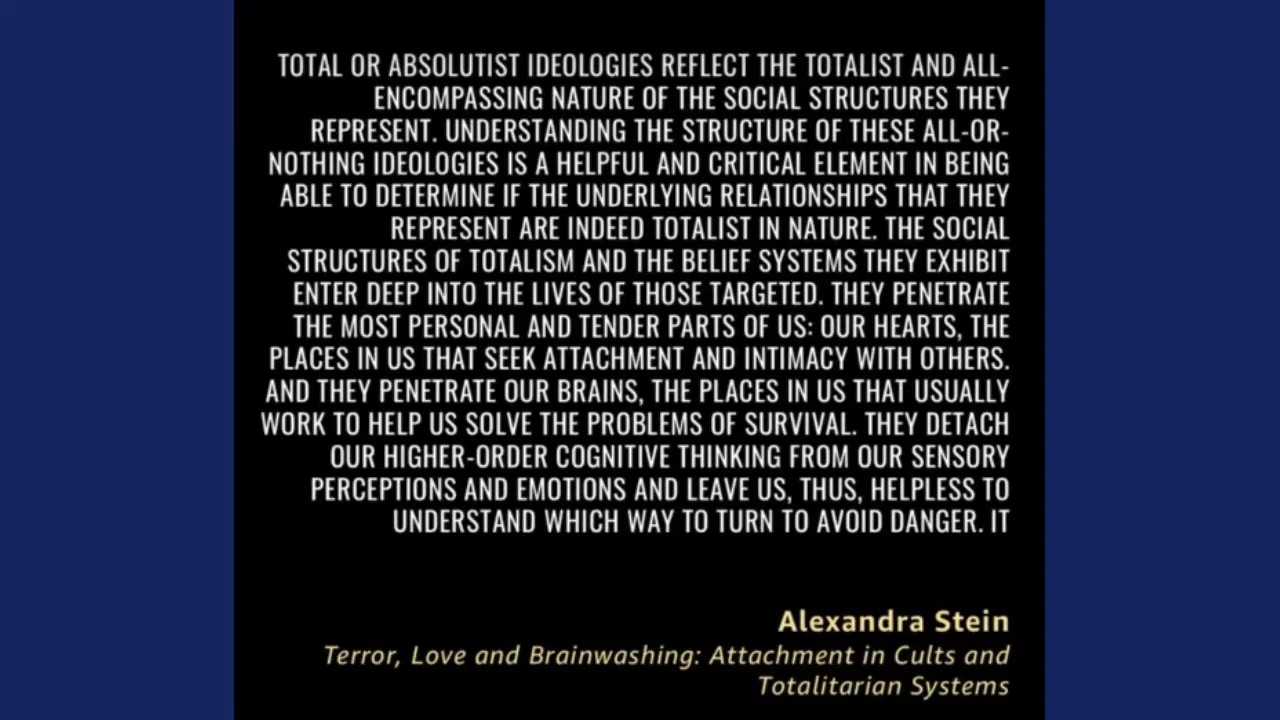 TOTAL OR ABSOLUTIST IDEOLOGIES REFLECT THE TOTALIST AND ALL-
ENCOMPASSING NATURE OF THE SOCIAL STRUCTURES THEY
REPRESENT. UNDERSTANDING THE STRUCTURE OF THESE ALL-OR-
NOTHING IDEOLOGIES IS A HELPFUL AND CRITICAL ELEMENT IN BEING
ABLE TO DETERMINE IF THE UNDERLYING RELATIONSHIPS THAT THEY
REPRESENT ARE INDEED TOTALIST IN NATURE. THE SOCIAL
STRUCTURES OF TOTALISM AND THE BELIEF SYSTEMS THEY EXHIBIT
ENTER DEEP INTO THE LIVES OF THOSE TARGETED. THEY PENETRATE
THE MOST PERSONAL AND TENDER PARTS OF US: OUR HEARTS, THE
PLACES IN US THAT SEEK ATTACHMENT AND INTIMACY WITH OTHERS.
AND THEY PENETRATE OUR BRAINS, THE PLACES IN US THAT USUALLY
WORK TO HELP US SOLVE THE PROBLEMS OF SURVIVAL. THEY DETACH
OUR HIGHER-ORDER COGNITIVE THINKING FROM OUR SENSORY
PERCEPTIONS AND EMOTIONS AND LEAVE US, THUS, HELPLESS TO
UNDERSTAND WHICH WAY TO TURN TO AVOID DANGER. IT
Alexandra Stein
Terror, Love and Brainwashing: Attachment in Cults and
Totalitarian Systems